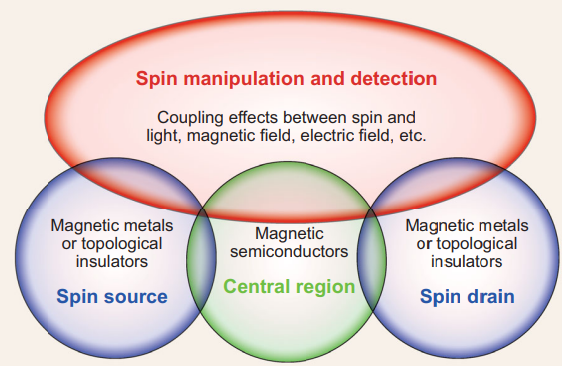 Spin manipulation and detection
Coupling effects between spin and
light, magnetic field, electric field, etc.
Magnetic metals
or topological
insulators
Spin source
Magnetic
semiconductors
Central region
Magnetic metals
or topological
insulators
Spin drain